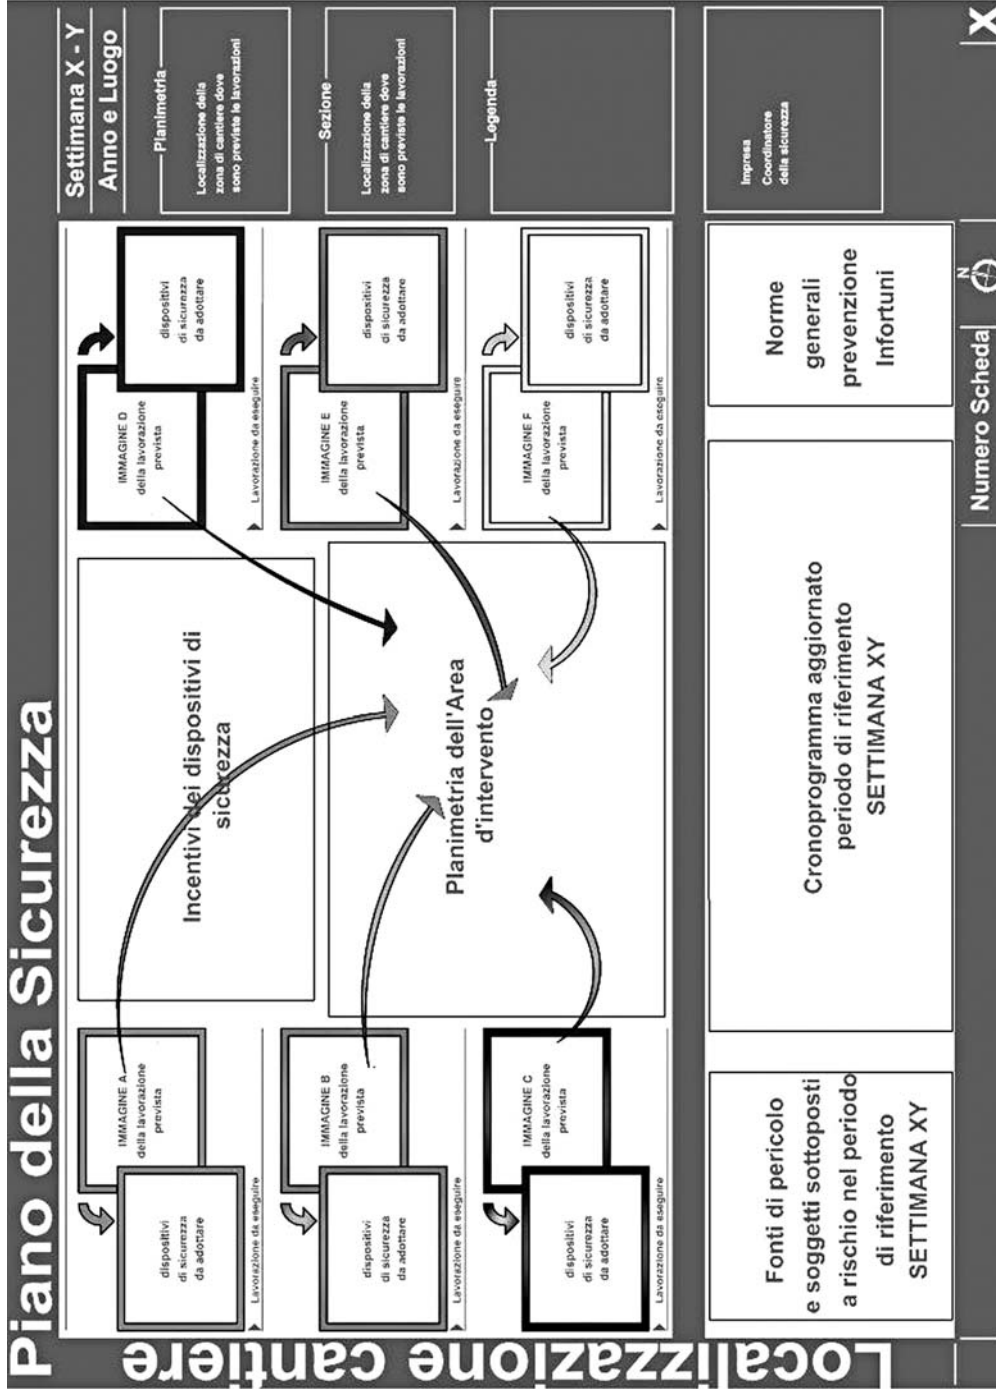 Piano della Sicurezza
Localizzazione cantiere
Settimana X - Y
Anno e Luogo
Planimetria
Localizzazione della
zona di cantiere dove
sono previste le lavorazioni
Sezione
Localizzazione della
zona di cantiere dove
sono previste le lavorazioni
Legenda
Impresa
Coordinatore
della sicurezza
IMMAGINE A
della lavorazione
prevista
dispositivi
di sicurezza
da adottare
Lavorazione da eseguire
IMMAGINE B
della lavorazione
prevista
dispositivi
di sicurezza
da adottare
Lavorazione da eseguire
IMMAGINE C
della lavorazione
prevista
dispositivi
di sicurezza
da adottare
Lavorazione da eseguire
Incentivi dei dispositivi di
sicurezza
Planimetria dell'Area
d'intervento
IMMAGINE D
della lavorazione
prevista
dispositivi
di sicurezza
da adottare
Lavorazione da eseguire
IMMAGINE E
della lavorazione
prevista
dispositivi
di sicurezza
da adottare
Lavorazione da eseguire
IMMAGINE F
della lavorazione
prevista
dispositivi
di sicurezza
da adottare
Lavorazione da eseguire
Fonti di pericolo
e soggetti sottoposti
a rischio nel periodo
di riferimento
SETTIMANA XY
Cronoprogramma aggiornato
periodo di riferimento
SETTIMANA XY
Norme
generali
prevenzione
Infortuni
Numero Scheda
N
X